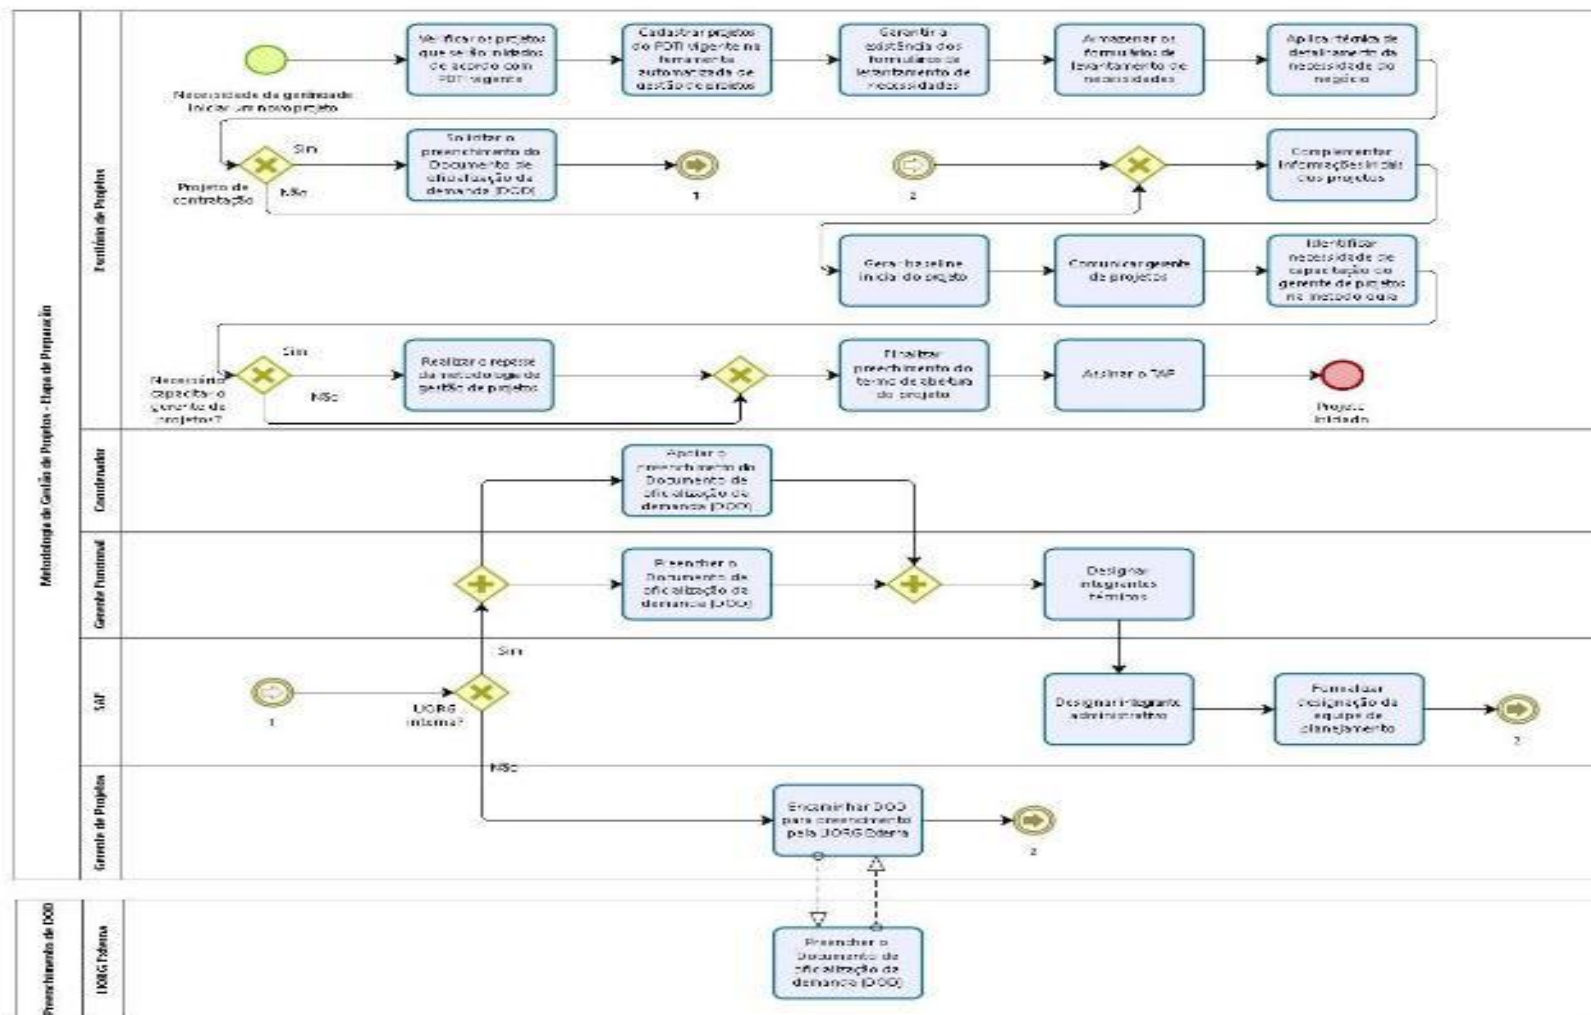 Metodologia de Gestão de Projetos - Etapa de Preparação
Escritório de Projetos
Necessidade da gerência de
iniciar um novo projeto
Verificar os projetos
que serão iniciados
de acordo com
PDTI vigente
Cadastrar projetos
do PDTI vigente na
ferramenta
automatizada de
gestão de projetos
Garantir a
existência dos
formulários de
levantamento de
necessidades
Armazenar os
formulários de
levantamento de
necessidades
Aplicar técnica de
detalhamento da
necessidade do
negócio
Projeto de
contratação
Sim
Não
Solicitar o
preenchimento do
Documento de
oficialização da
demanda (DOD)
1
2
Complementar
informações iniciais
dos projetos
Gerar baseline
inicial do projeto
Comunicar gerente
de projetos
Identificar
necessidade de
capacitação do
gerente de projetos
na metodologia
Necessário
capacitar o
gerente de
projetos?
Sim
Não
Realizar o repasse
da metodologia de
gestão de projetos
Finalizar
preechimento do
termo de abertura
do projeto
Assinar o TAP
Projeto
iniciado
Coordenador
Apoiar o
preenchimento do
Documento de
oficialização da
demanda (DOD)
Gerente Funcional
Preencher o
Documento de
oficialização da
demanda (DOD)
Designar
integrantes
técnicos
1
UORG
interna?
Sim
Não
Designar integrante
administrativo
Formalizar
designação da
equipe de
planejamento
2
Gerente de Projetos
Encaminhar DOD
para preencimento
pela UORG Externa
2
Preenchimento de DOD
UORG Externa
Preencher o
Documento de
oficialização da
demanda (DOD)